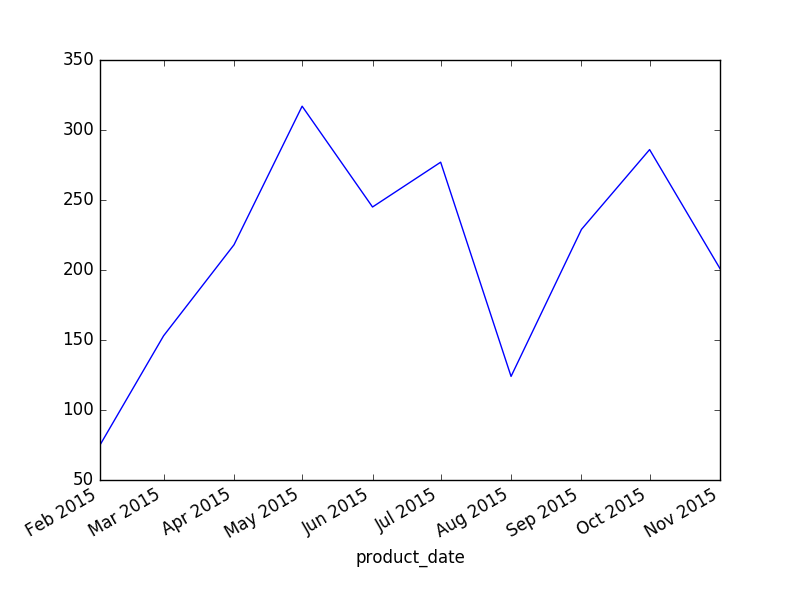 350
300
250
200
150
100
50
Feb 2015
Mar 2015
Apr 2015
May 2015
Jun 2015
Jul 2015
Aug 2015
Sep 2015
Oct 2015
Nov 2015
product_date